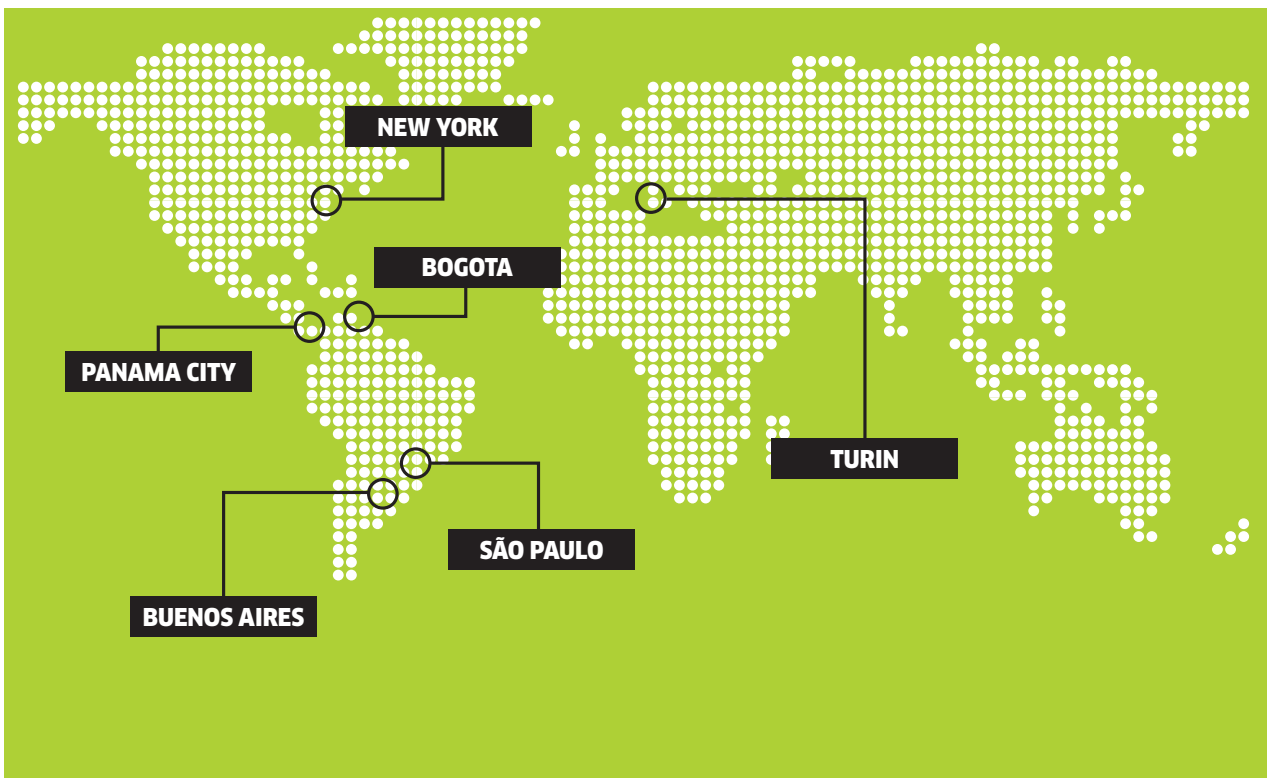 NEW YORK
BOGOTA
PANAMA CITY
TURIN
SÃO PAULO
BUENOS AIRES